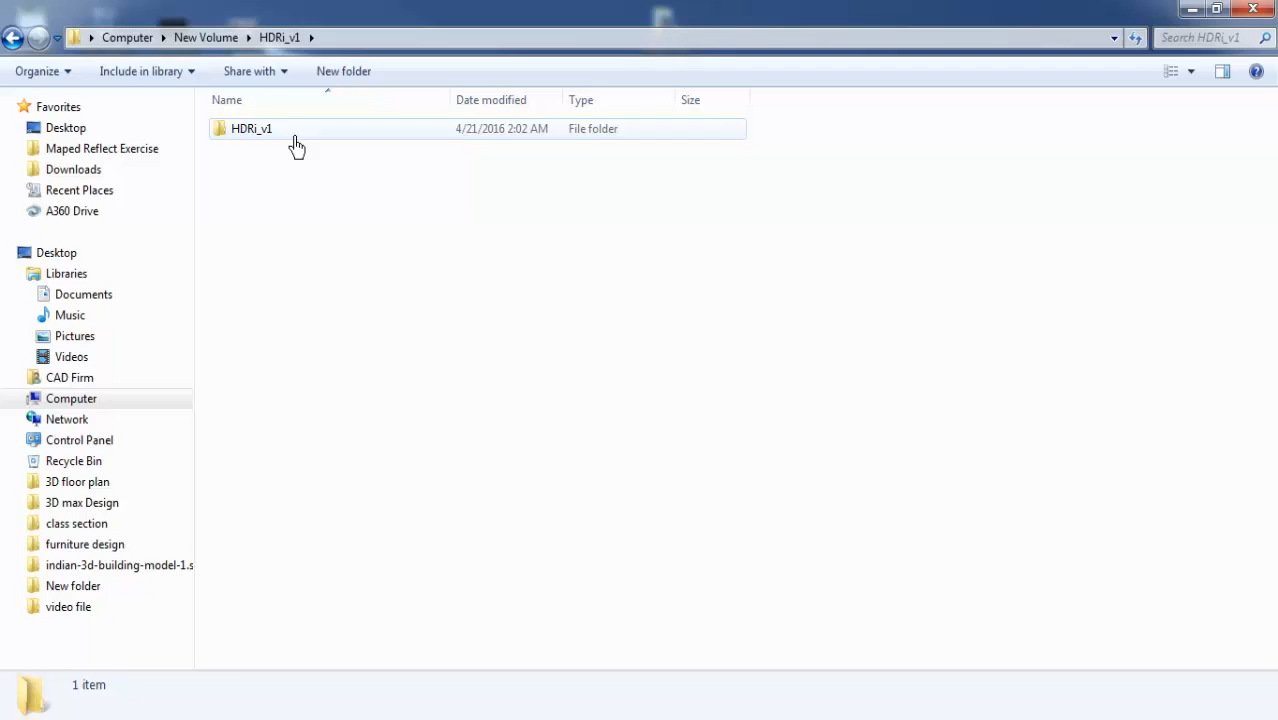 Computer New Volume HDRi_v1 Search HDRi_v1
Organize Include in library Share with New folder
Name Date modified Type Size
HDRi_v1 4/21/2016 2:02 AM File folder
Favorites
Desktop
Maped Reflect Exercise
Downloads
Recent Places
A360 Drive
Desktop
Libraries
Documents
Music
Pictures
Videos
CAD Firm
Computer
Network
Control Panel
Recycle Bin
3D floor plan
3D max Design
class section
furniture design
indian-3d-building-model-1.s
New folder
video file
1 item